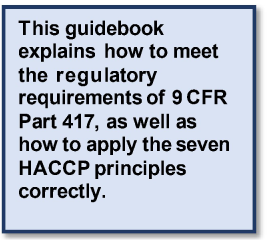 This guidebook
explains how to meet
the regulatory
requirements of 9 CFR
Part 417, as well as
how to apply the seven
HACCP principles
correctly.